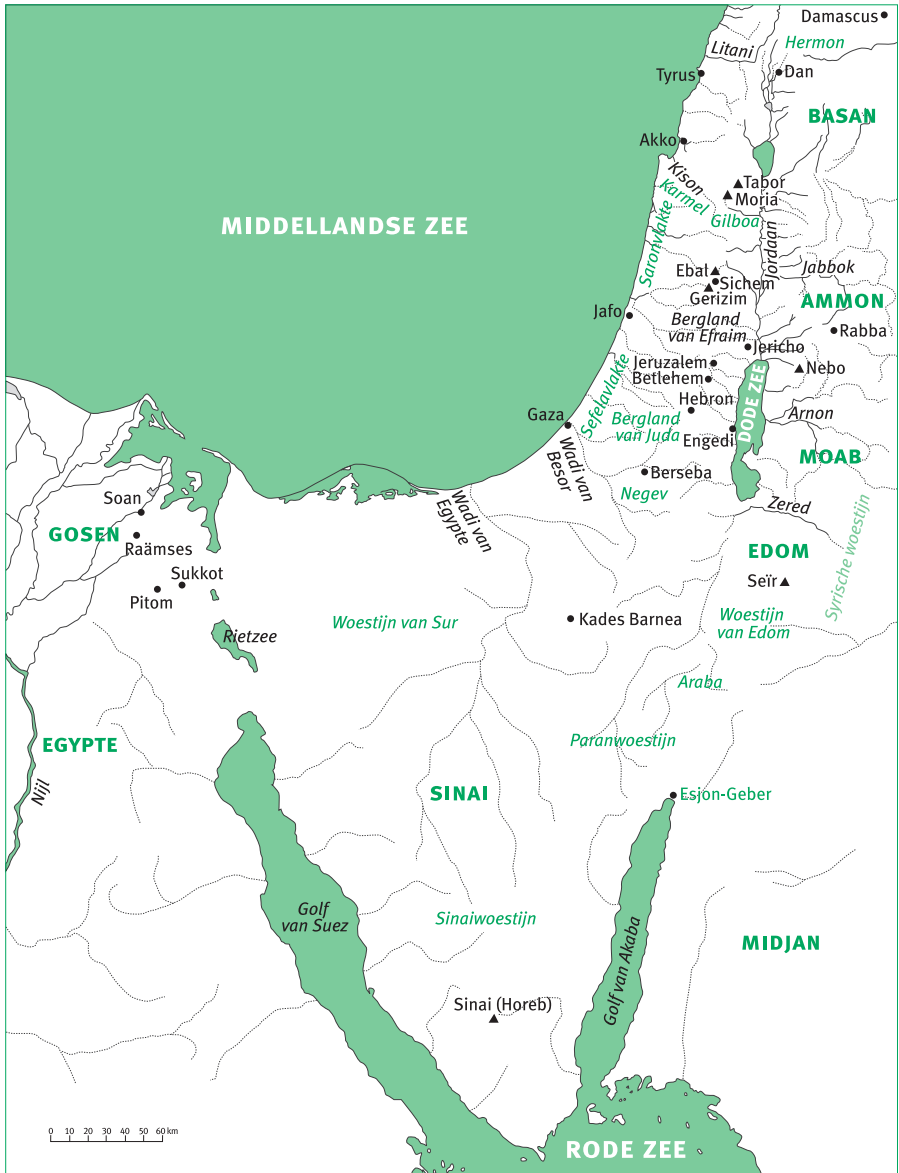 Damascus
Litani
Hermon
Tyrus
Dan
BASAN
Akko
Kison
Karmel
Tabor
Moria
Gilboa
MIDDELLANDSE ZEE
Saronvlakte
Jordaan
Ebal
Sichem
Gerizim
Jabbok
AMMON
Jafo
Bergland
van Efraim
Rabba
Jericho
Jeruzalem
Betlehem
Nebo
Sefelavlakte
DODE ZEE
Hebron
Gaza
Bergland
van Juda
Arnon
Engedi
Wadi van
Besor
MOAB
Berseba
Negev
Wadi van
Egypte
Zered
Soan
GOSEN
Raämses
EDOM
Syrische woestijn
Sukkot
Pitom
Seïr
Woestijn van Sur
Kades Barnea
Woestijn
van Edom
Rietzee
Araba
EGYPTE
Paranwoestijn
Nijl
SINAI
Esjon-Geber
Golf
van Suez
Sinaiwoestijn
MIDJAN
Golf van Akaba
Sinai (Horeb)
0 10 20 30 40 50 60 km
RODE ZEE